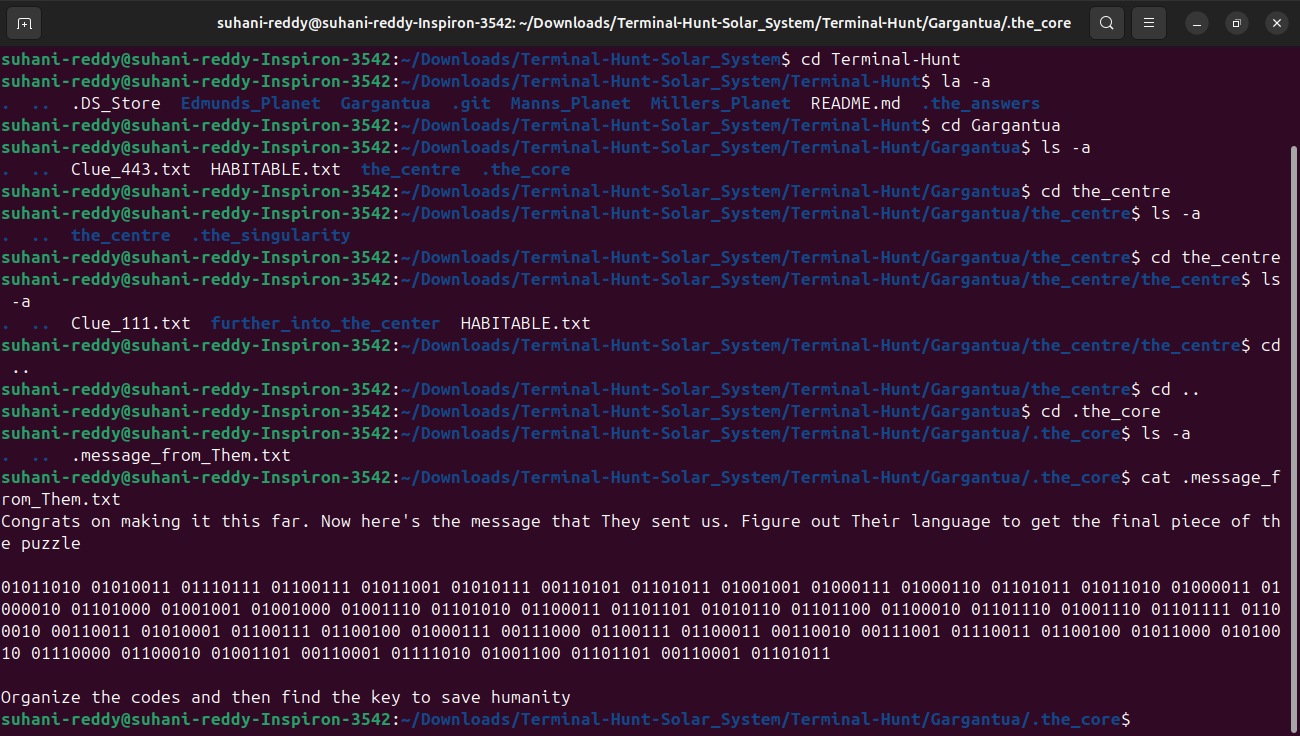 suhani-reddy@suhani-reddy-Inspiron-3542: ~/Downloads/Terminal-Hunt-Solar_System/Terminal-Hunt/Gargantua/.the_core
suhani-reddy@suhani-reddy-Inspiron-3542:~/Downloads/Terminal-Hunt-Solar_System$ cd Terminal-Hunt
suhani-reddy@suhani-reddy-Inspiron-3542:~/Downloads/Terminal-Hunt-Solar_System/Terminal-Hunt$ la -a
.  ..  .DS_Store  Edmunds_Planet  Gargantua  .git  Manns_Planet  Millers_Planet  README.md  .the_answers
suhani-reddy@suhani-reddy-Inspiron-3542:~/Downloads/Terminal-Hunt-Solar_System/Terminal-Hunt$ cd Gargantua
suhani-reddy@suhani-reddy-Inspiron-3542:~/Downloads/Terminal-Hunt-Solar_System/Terminal-Hunt/Gargantua$ ls -a
.  ..  Clue_443.txt  HABITABLE.txt  the_centre  .the_core
suhani-reddy@suhani-reddy-Inspiron-3542:~/Downloads/Terminal-Hunt-Solar_System/Terminal-Hunt/Gargantua$ cd the_centre
suhani-reddy@suhani-reddy-Inspiron-3542:~/Downloads/Terminal-Hunt-Solar_System/Terminal-Hunt/Gargantua/the_centre$ ls -a
.  ..  the_centre  .the_singularity
suhani-reddy@suhani-reddy-Inspiron-3542:~/Downloads/Terminal-Hunt-Solar_System/Terminal-Hunt/Gargantua/the_centre$ cd the_centre
suhani-reddy@suhani-reddy-Inspiron-3542:~/Downloads/Terminal-Hunt-Solar_System/Terminal-Hunt/Gargantua/the_centre/the_centre$ ls
 -a
.  ..  Clue_111.txt  further_into_the_center  HABITABLE.txt
suhani-reddy@suhani-reddy-Inspiron-3542:~/Downloads/Terminal-Hunt-Solar_System/Terminal-Hunt/Gargantua/the_centre/the_centre$ cd
 ..
suhani-reddy@suhani-reddy-Inspiron-3542:~/Downloads/Terminal-Hunt-Solar_System/Terminal-Hunt/Gargantua/the_centre$ cd ..
suhani-reddy@suhani-reddy-Inspiron-3542:~/Downloads/Terminal-Hunt-Solar_System/Terminal-Hunt/Gargantua$ cd .the_core
suhani-reddy@suhani-reddy-Inspiron-3542:~/Downloads/Terminal-Hunt-Solar_System/Terminal-Hunt/Gargantua/.the_core$ ls -a
.  ..  .message_from_Them.txt
suhani-reddy@suhani-reddy-Inspiron-3542:~/Downloads/Terminal-Hunt-Solar_System/Terminal-Hunt/Gargantua/.the_core$ cat .message_f
rom_Them.txt
Congrats on making it this far. Now here's the message that They sent us. Figure out Their language to get the final piece of th
e puzzle
01011010 01010011 01110111 01100111 01011001 01010111 00110101 01101011 01001001 01000111 01000110 01101011 01011010 01000011 01
000010 01101000 01001001 01001000 01001110 01101010 01100011 01101101 01010110 01101100 01100010 01101110 01001110 01101111 0110
0010 00110011 01010001 01100111 01100100 01000111 00111000 01100111 01100011 00110010 00111001 01110011 01100100 01011000 010100
10 01110000 01100010 01001101 00110001 01111010 01001100 01101101 00110001 01101011
Organize the codes and then find the key to save humanity
suhani-reddy@suhani-reddy-Inspiron-3542:~/Downloads/Terminal-Hunt-Solar_System/Terminal-Hunt/Gargantua/.the_core$